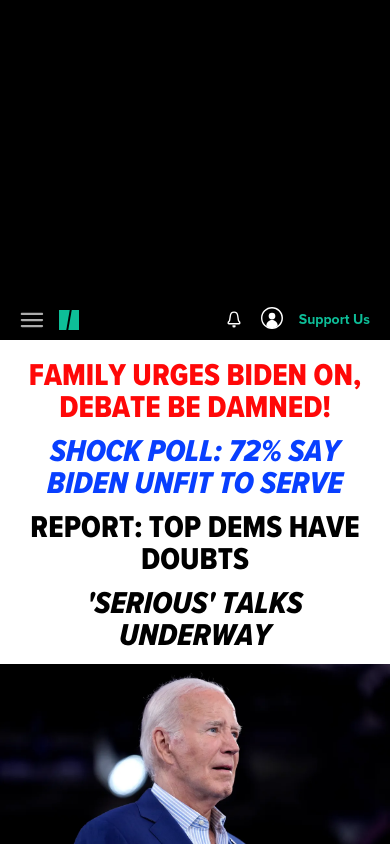 Support Us
FAMILY URGES BIDEN ON,
DEBATE BE DAMNED!
SHOCK POLL: 72% SAY
BIDEN UNFIT TO SERVE
REPORT: TOP DEMS HAVE
DOUBTS
'SERIOUS' TALKS
UNDERWAY